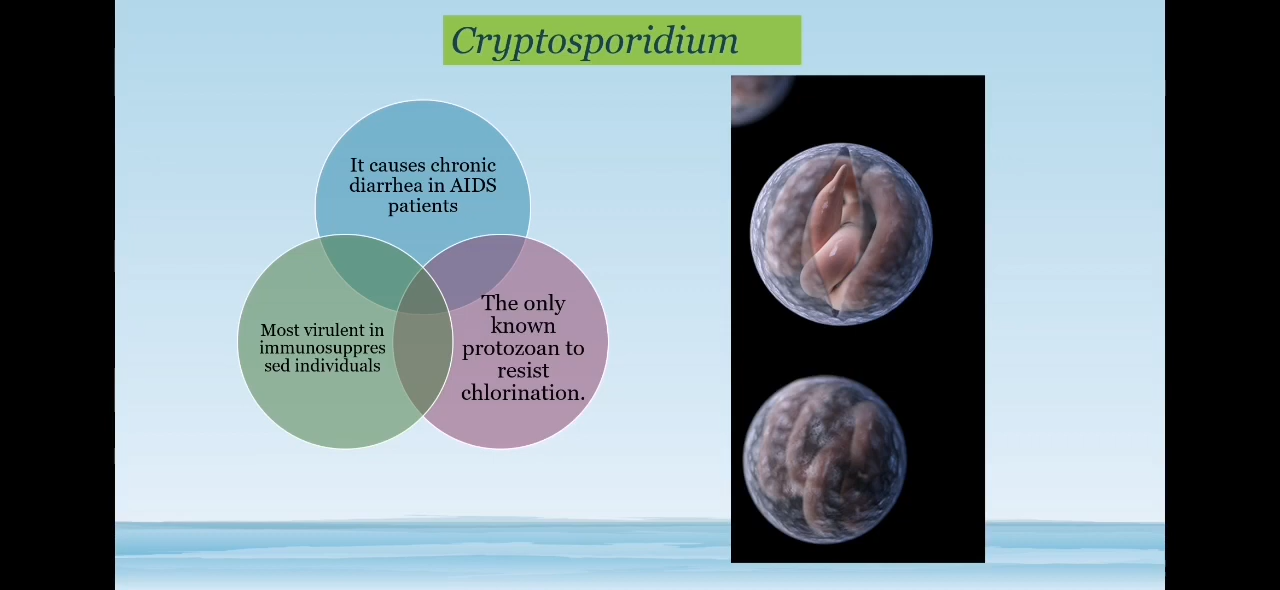 Cryptosporidium
It causes chronic
diarrhea in AIDS
patients
Most virulent in
immunosuppres
sed individuals
The only
known
protozoan to
resist
chlorination.